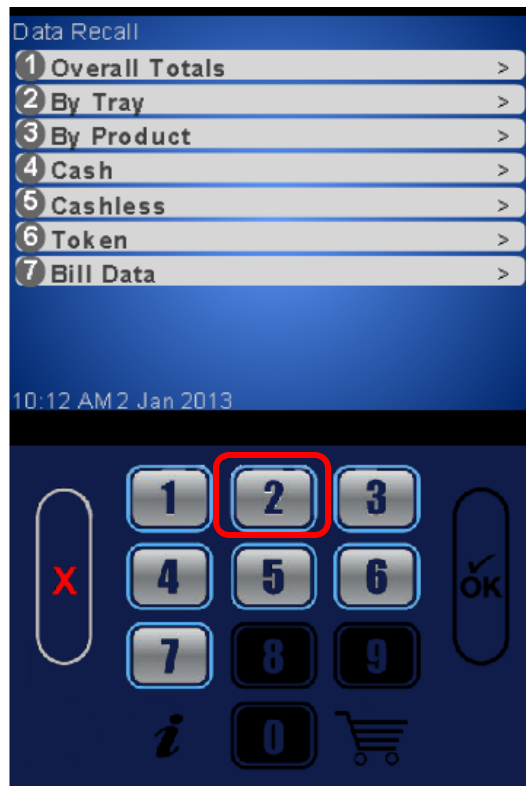 Data Recall
1 Overall Totals >
2 By Tray >
3 By Product >
4 Cash >
5 Cashless >
6 Token >
7 Bill Data >
10:12 AM 2 Jan 2013
1 2 3
X 4 5 6 OK
7 8 9
i 0